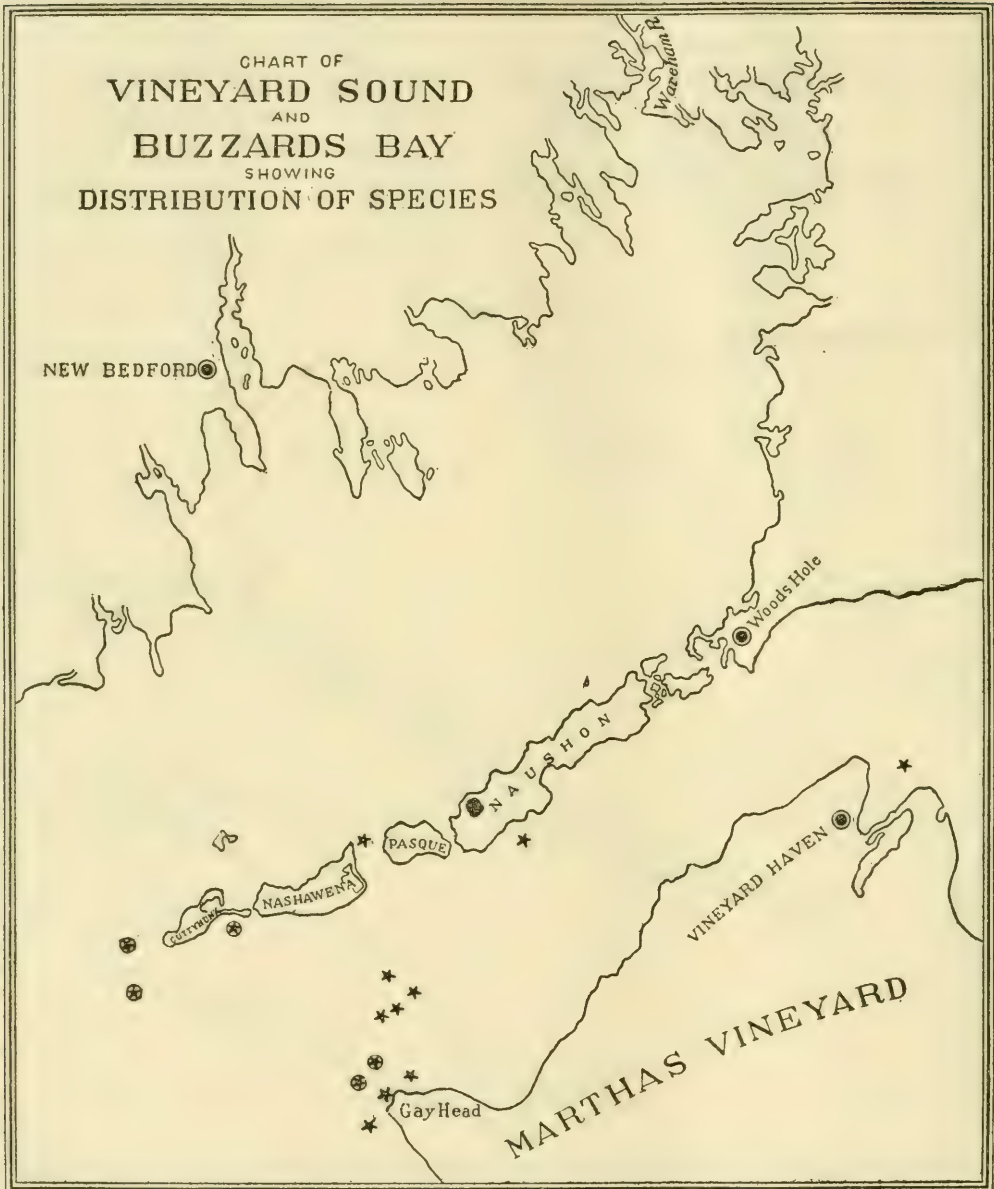 CHART OF
VINEYARD SOUND
AND
BUZZARDS BAY
SHOWING
DISTRIBUTION OF SPECIES
Wareham R.
NEW BEDFORD
Woods Hole
NAUSHON
PASQUE
NASHAWENA
CUTTYHUNK
VINEYARD HAVEN
MARTHAS VINEYARD
Gay Head